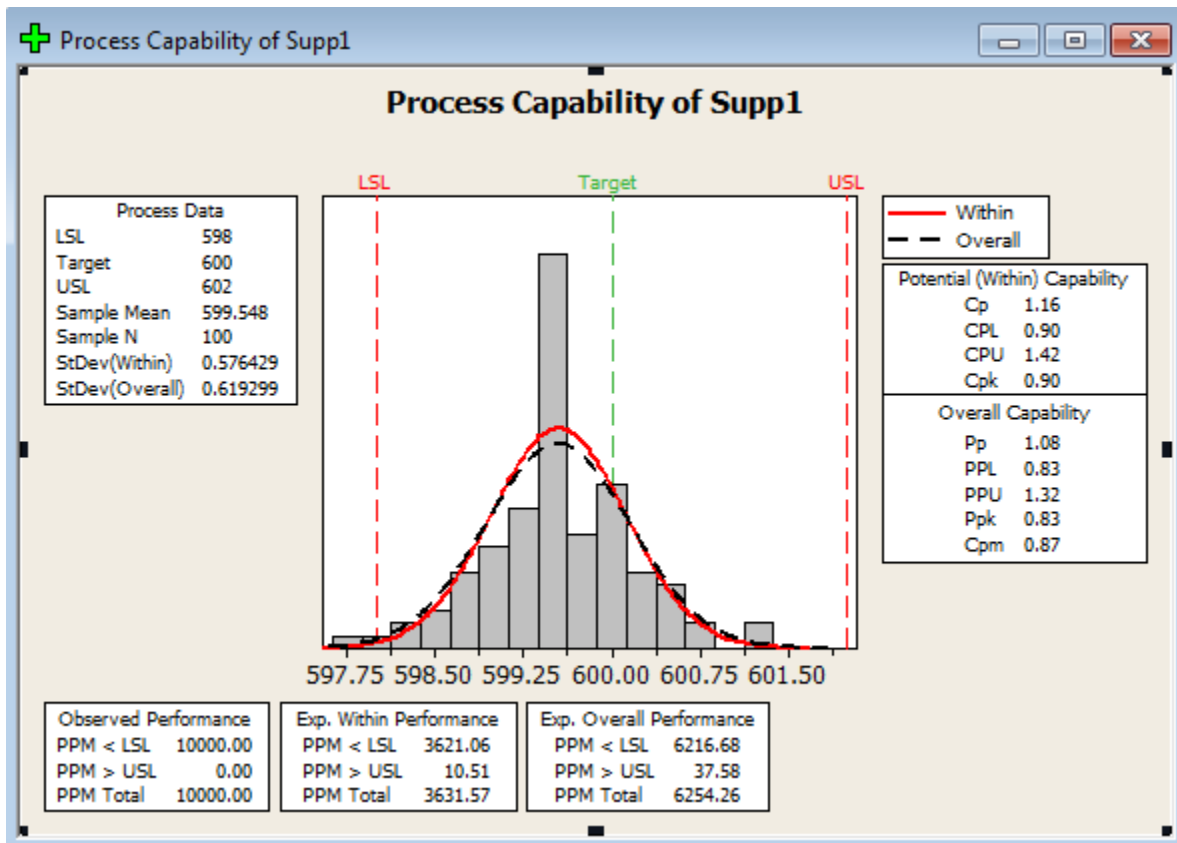 Process Capability of Supp1
Process Capability of Supp1
LSL Target USL
Process Data
LSL 598
Target 600
USL 602
Sample Mean 599.548
Sample N 100
StDev(Within) 0.576429
StDev(Overall) 0.619299
Within
Overall
Potential (Within) Capability
Cp 1.16
CPL 0.90
CPU 1.42
Cpk 0.90
Overall Capability
Pp 1.08
PPL 0.83
PPU 1.32
Ppk 0.83
Cpm 0.87
597.75 598.50 599.25 600.00 600.75 601.50
Observed Performance
PPM < LSL 10000.00
PPM > USL 0.00
PPM Total 10000.00
Exp. Within Performance
PPM < LSL 3621.06
PPM > USL 10.51
PPM Total 3631.57
Exp. Overall Performance
PPM < LSL 6216.68
PPM > USL 37.58
PPM Total 6254.26